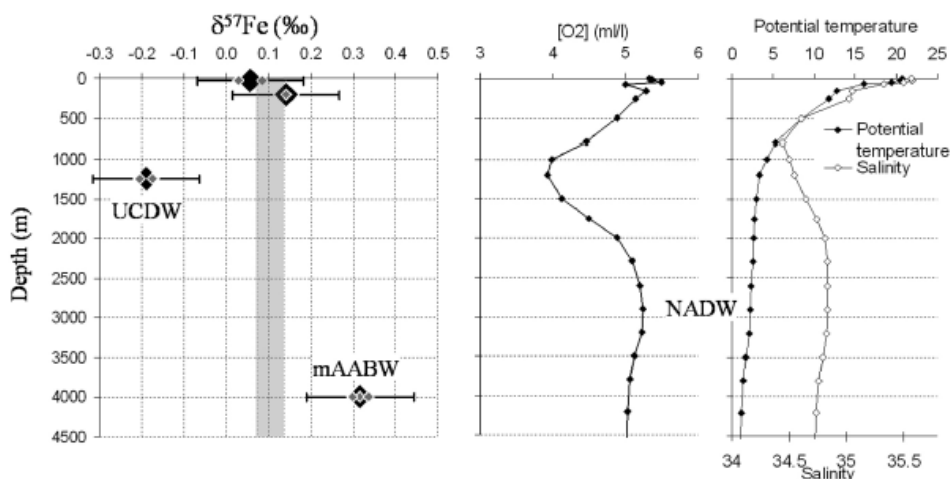 δ⁵⁷Fe (‰)
-0.3 -0.2 -0.1 0.0 0.1 0.2 0.3 0.4 0.5
Depth (m)
0
500
1000
1500
2000
2500
3000
3500
4000
4500
UCDW
mAABW
[O2] (ml/l)
3 4 5 6
NADW
Potential temperature
0 5 10 15 20 25
Potential
temperature
Salinity
34 34.5 35 35.5
Salinity